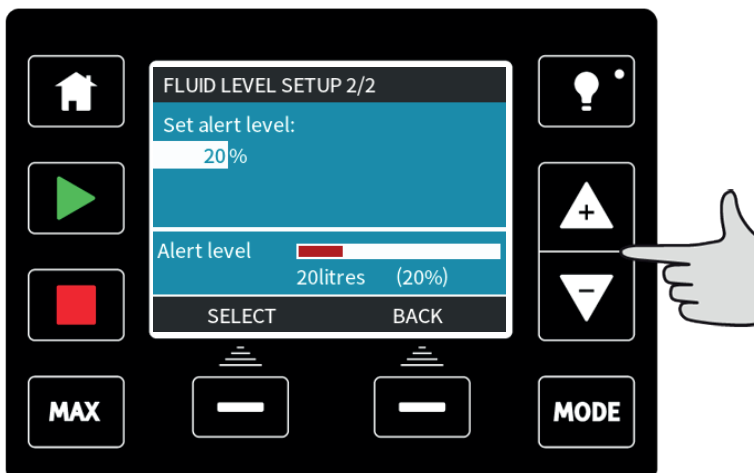 FLUID LEVEL SETUP 2/2
Set alert level:
20%
Alert level
20litres (20%)
SELECT BACK
MAX
MODE